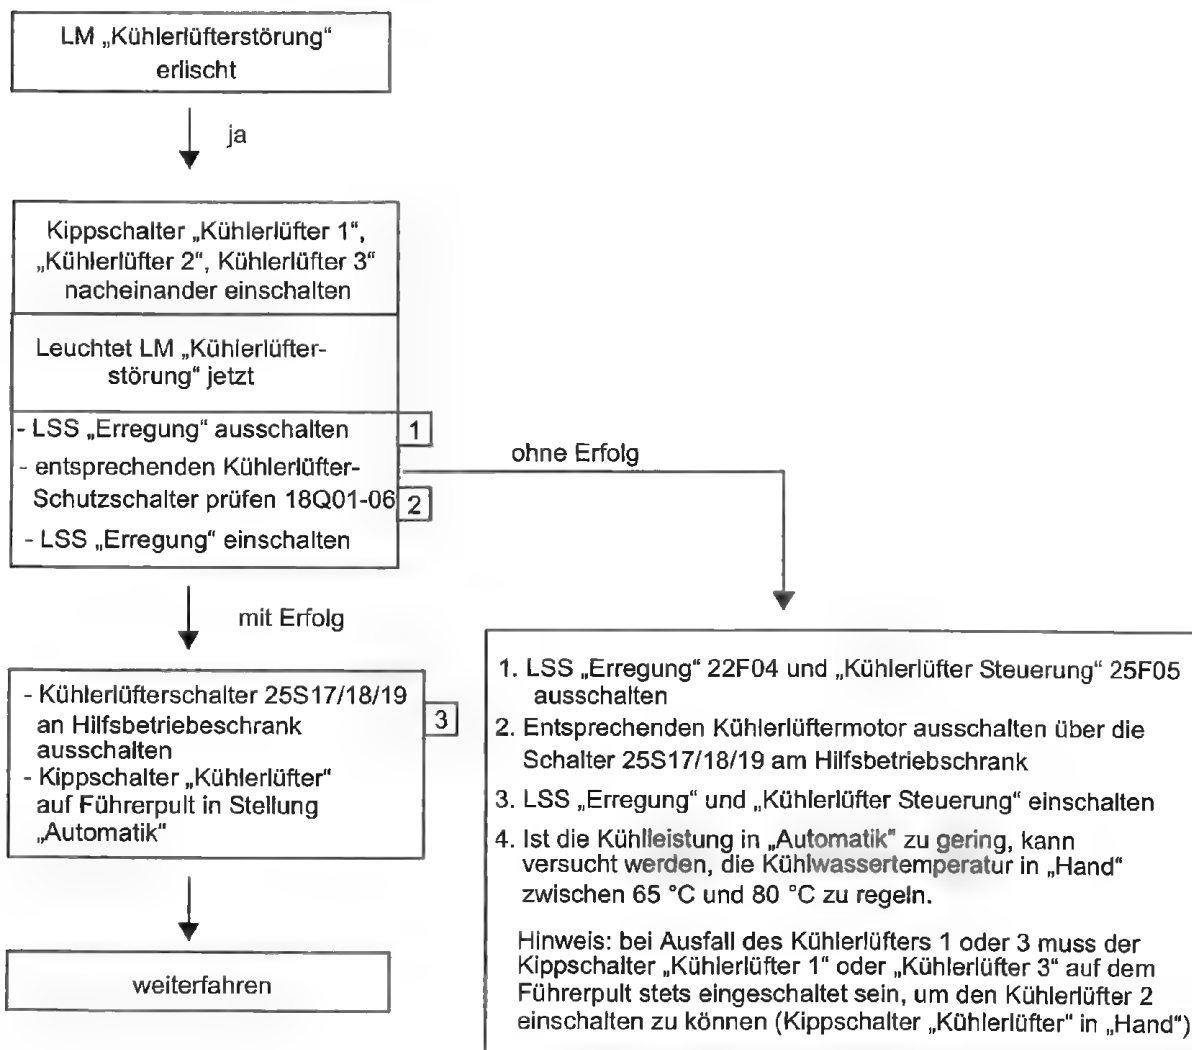 LM „Kühlerlüfterstörung“
erlischt
ja
Kippschalter „Kühlerlüfter 1“,
„Kühlerlüfter 2“, Kühlerlüfter 3“
nacheinander einschalten
Leuchtet LM „Kühlerlüfter-
störung“ jetzt
- LSS „Erregung“ ausschalten
1
- entsprechenden Kühlerlüfter-
Schutzschalter prüfen 18Q01-06
2
- LSS „Erregung“ einschalten
ohne Erfolg
mit Erfolg
- Kühlerlüfterschalter 25S17/18/19
an Hilfsbetriebeschrank
ausschalten
- Kippschalter „Kühlerlüfter“
auf Führerpult in Stellung
„Automatik“
3
weiterfahren
1. LSS „Erregung“ 22F04 und „Kühlerlüfter Steuerung“ 25F05
ausschalten
2. Entsprechenden Kühlerlüftermotor ausschalten über die
Schalter 25S17/18/19 am Hilfsbetriebschrank
3. LSS „Erregung“ und „Kühlerlüfter Steuerung“ einschalten
4. Ist die Kühlleistung in „Automatik“ zu gering, kann
versucht werden, die Kühlwassertemperatur in „Hand“
zwischen 65 °C und 80 °C zu regeln.
Hinweis: bei Ausfall des Kühlerlüfters 1 oder 3 muss der
Kippschalter „Kühlerlüfter 1“ oder „Kühlerlüfter 3“ auf dem
Führerpult stets eingeschaltet sein, um den Kühlerlüfter 2
einschalten zu können (Kippschalter „Kühlerlüfter“ in „Hand“)